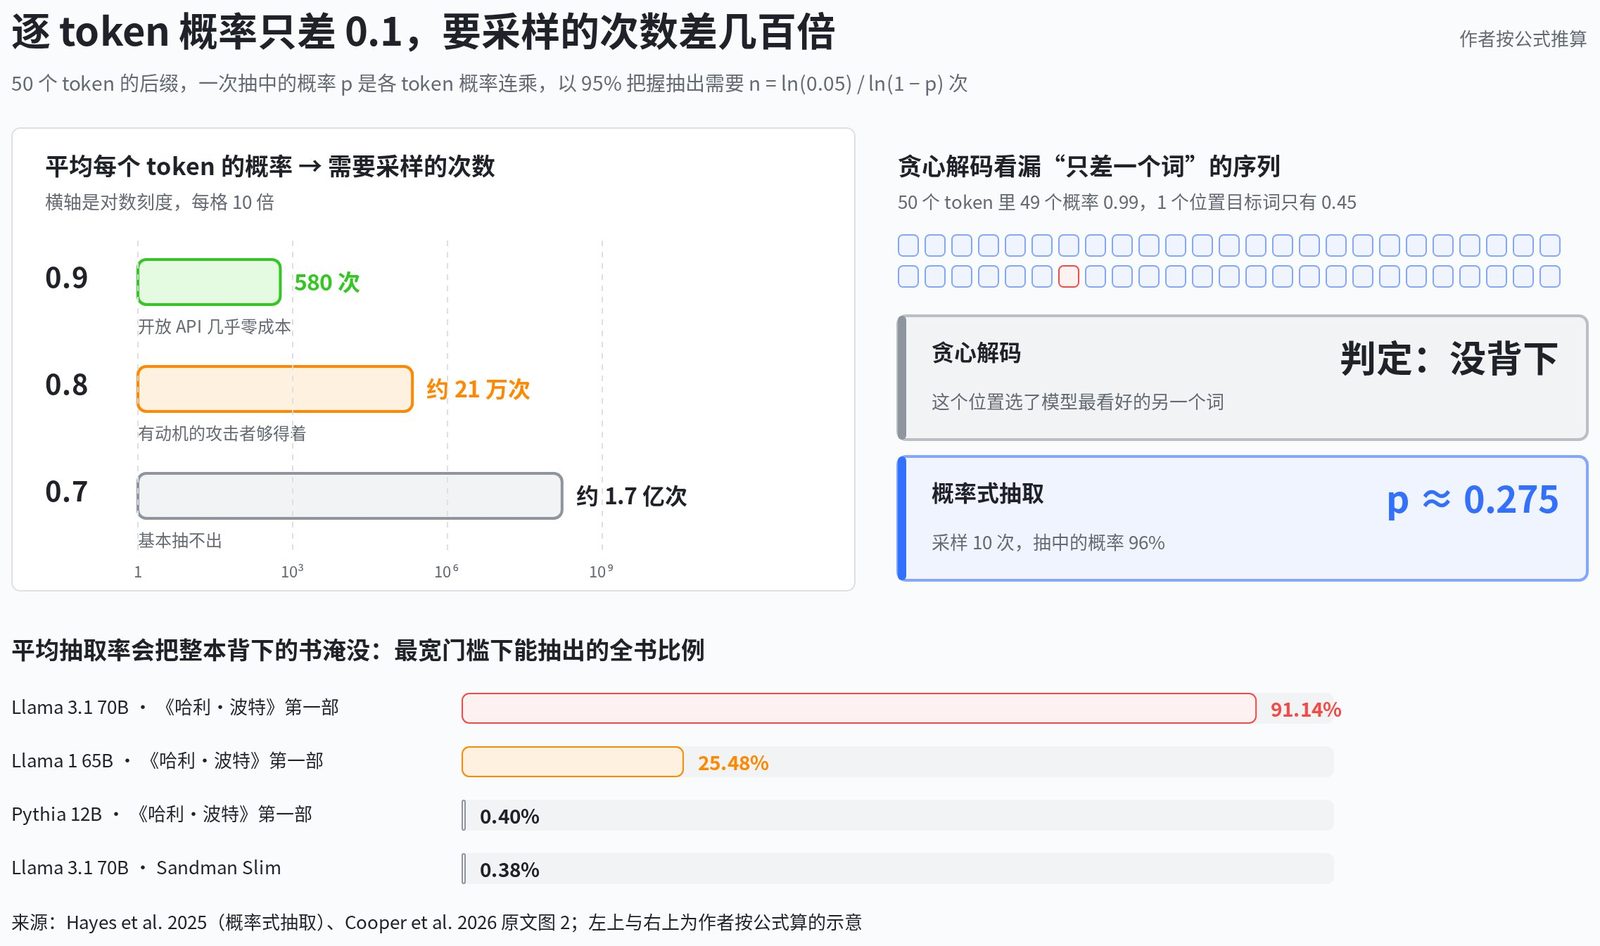 逐 token 概率只差 0.1，要采样的次数差几百倍
作者按公式推算
50 个 token 的后缀，一次抽中的概率 p 是各 token 概率连乘，以 95% 把握抽出需要 n = ln(0.05) / ln(1 − p) 次
平均每个 token 的概率 → 需要采样的次数
横轴是对数刻度，每格 10 倍
0.9
580 次
开放 API 几乎零成本
0.8
约 21 万次
有动机的攻击者够得着
0.7
约 1.7 亿次
基本抽不出
1
10³
10⁶
10⁹
贪心解码看漏“只差一个词”的序列
50 个 token 里 49 个概率 0.99，1 个位置目标词只有 0.45
贪心解码
判定：没背下
这个位置选了模型最看好的另一个词
概率式抽取
p ≈ 0.275
采样 10 次，抽中的概率 96%
平均抽取率会把整本背下的书淹没：最宽门槛下能抽出的全书比例
Llama 3.1 70B · 《哈利·波特》第一部
91.14%
Llama 1 65B · 《哈利·波特》第一部
25.48%
Pythia 12B · 《哈利·波特》第一部
0.40%
Llama 3.1 70B · Sandman Slim
0.38%
来源：Hayes et al. 2025（概率式抽取）、Cooper et al. 2026 原文图 2；左上与右上为作者按公式算的示意